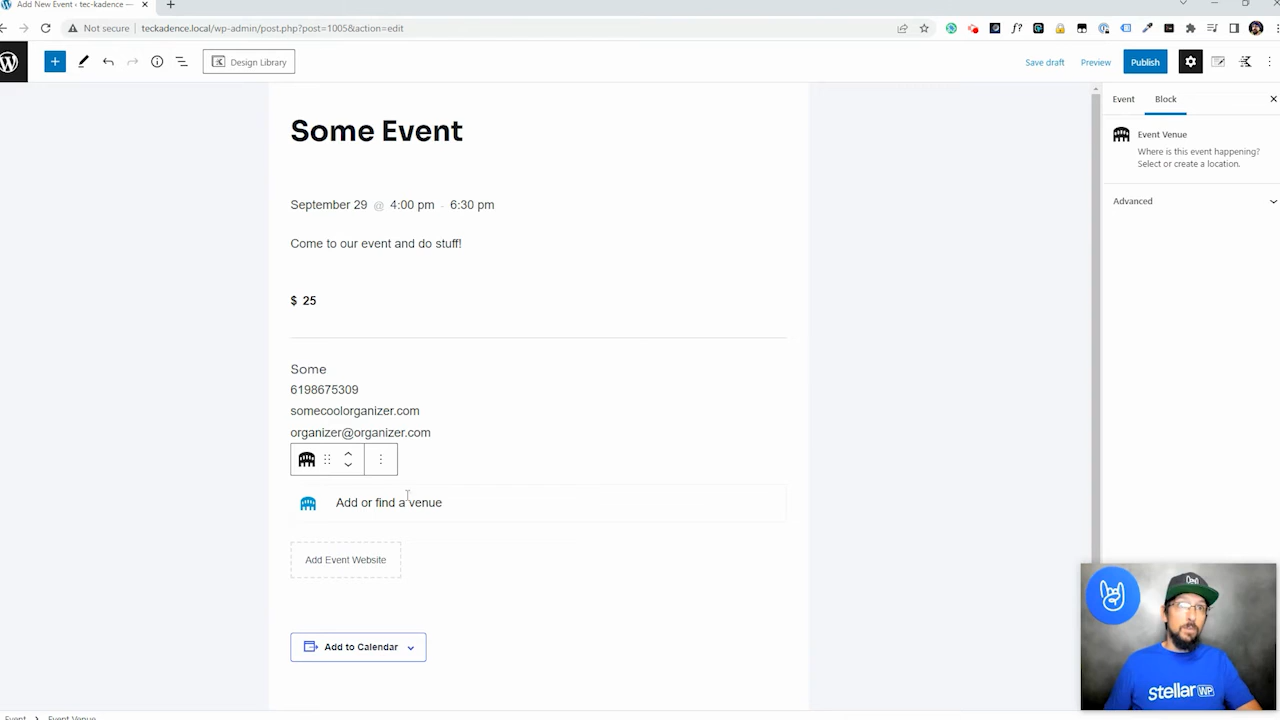 Add New Event ‹ tec-kadence —
Not secure
teckadence.local/wp-admin/post.php?post=1005&action=edit
Design Library
Save draft
Preview
Publish
Event
Block
Some Event
Event Venue
Where is this event happening?
Select or create a location.
Advanced
September 29 @ 4:00 pm - 6:30 pm
Come to our event and do stuff!
$ 25
Some
6198675309
somecoolorganizer.com
organizer@organizer.com
Add or find a venue
Add Event Website
Add to Calendar
StellarWP
Event
Event Venue